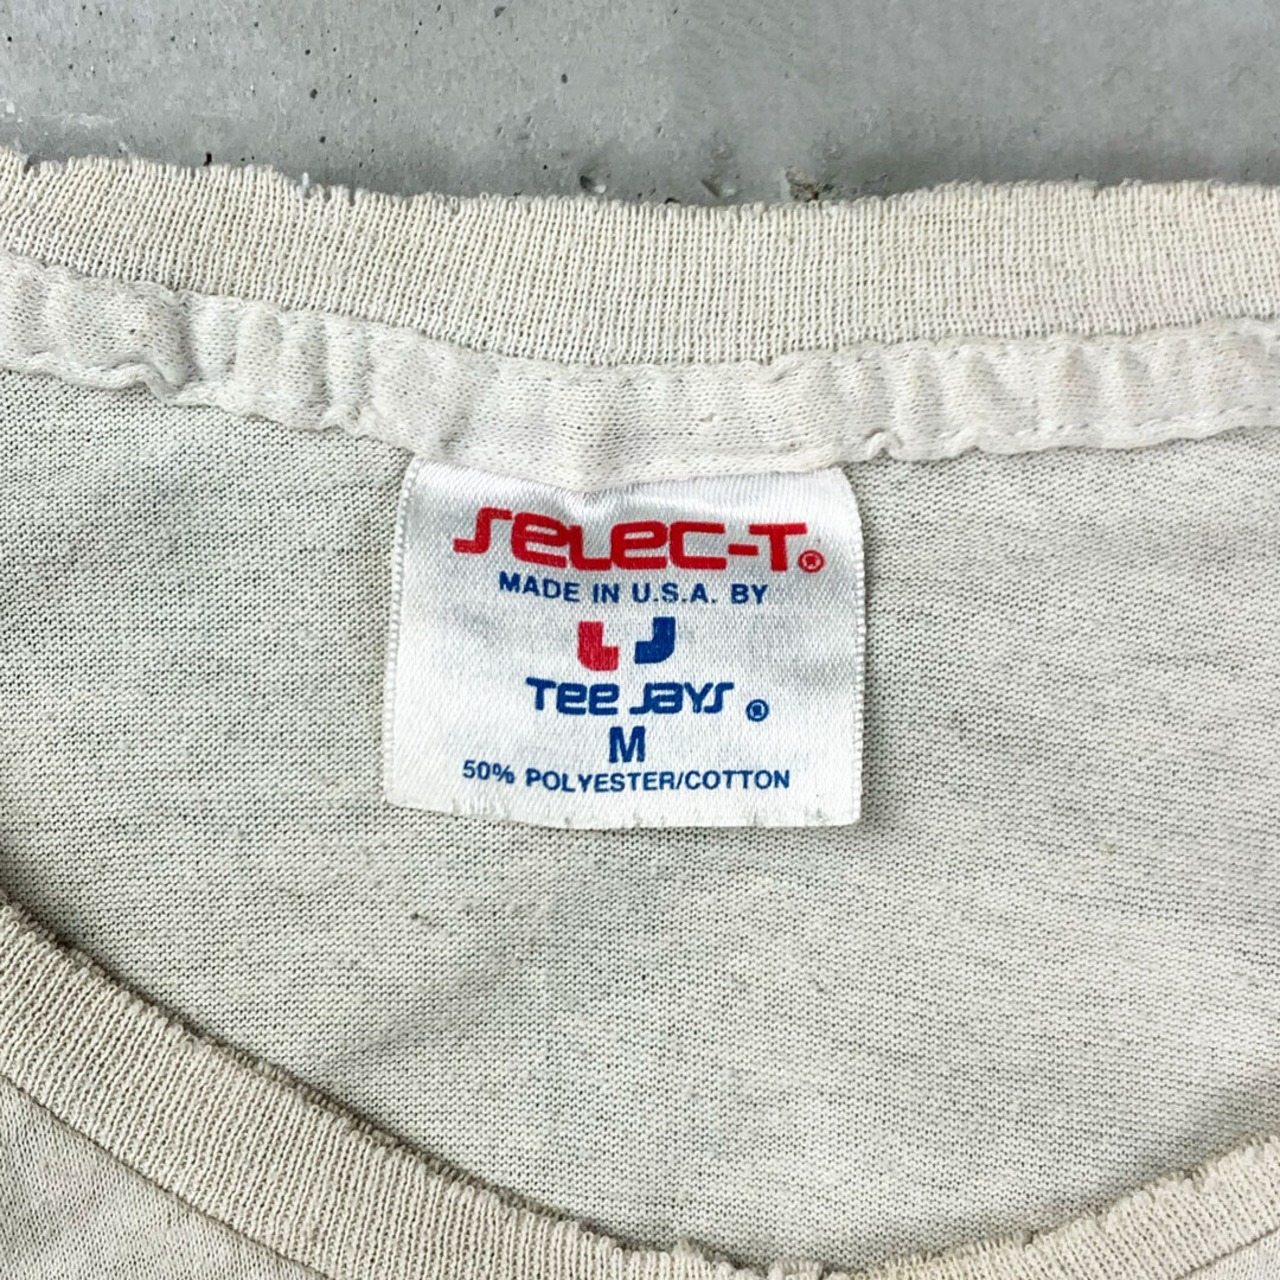 SELEC-T®
MADE IN U.S.A. BY
TEE JAYS ®
M
50% POLYESTER/COTTON